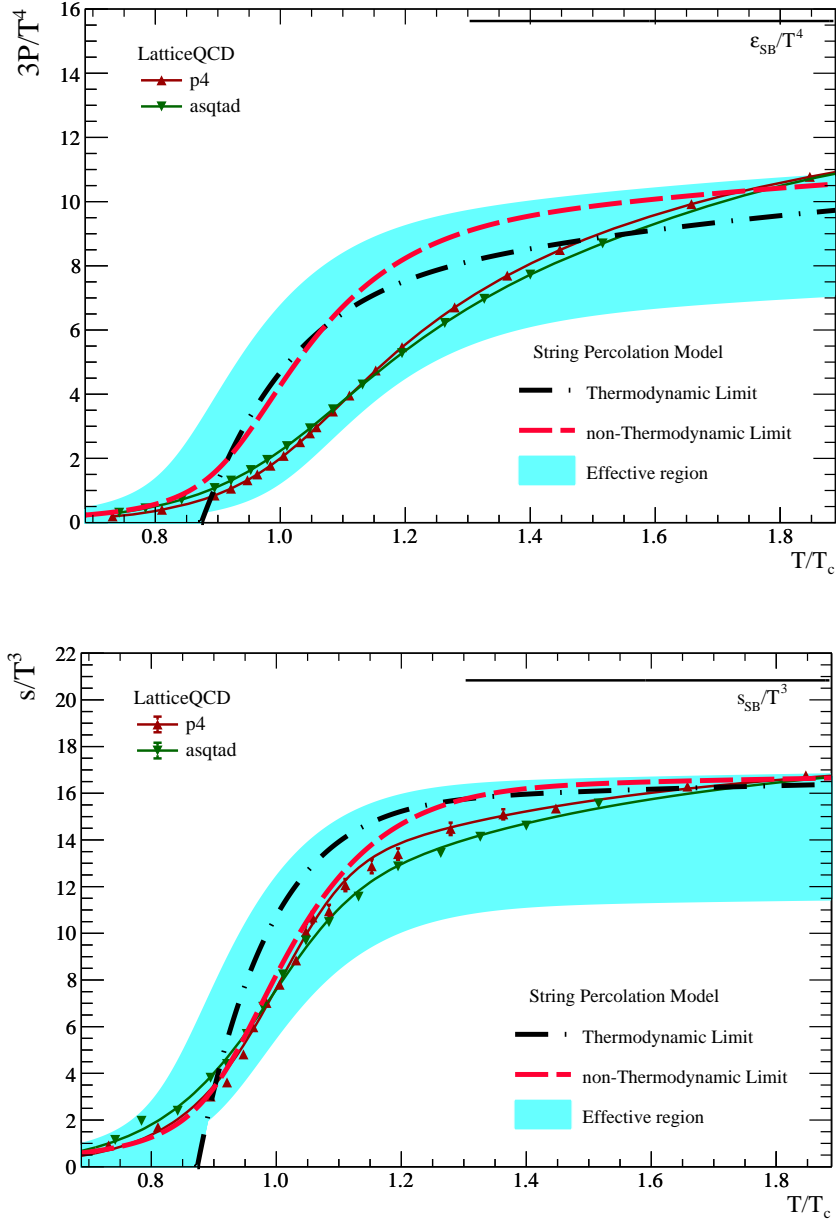 3P/T⁴
16
14
12
10
8
6
4
2
0
LatticeQCD
p4
asqtad
ε_SB/T⁴
String Percolation Model
Thermodynamic Limit
non-Thermodynamic Limit
Effective region
0.8 1.0 1.2 1.4 1.6 1.8
T/T_c
s/T³
22
20
18
16
14
12
10
8
6
4
2
0
LatticeQCD
p4
asqtad
s_SB/T³
String Percolation Model
Thermodynamic Limit
non-Thermodynamic Limit
Effective region
0.8 1.0 1.2 1.4 1.6 1.8
T/T_c